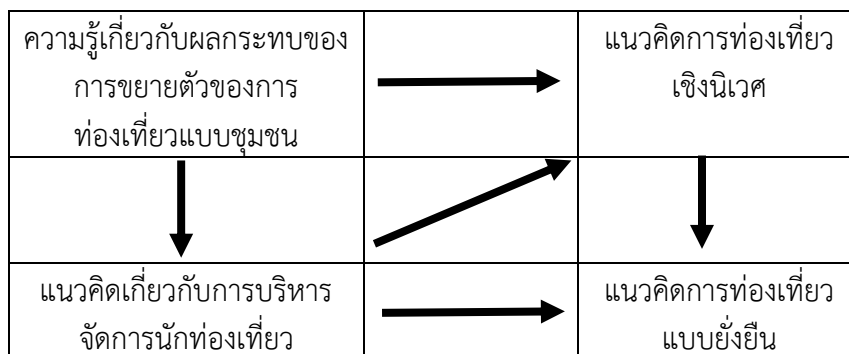 ความรู้เกี่ยวกับผลกระทบของ
การขยายตัวของการ
ท่องเที่ยวแบบชุมชน
แนวคิดการท่องเที่ยว
เชิงนิเวศ
แนวคิดเกี่ยวกับการบริหาร
จัดการนักท่องเที่ยว
แนวคิดการท่องเที่ยว
แบบยั่งยืน